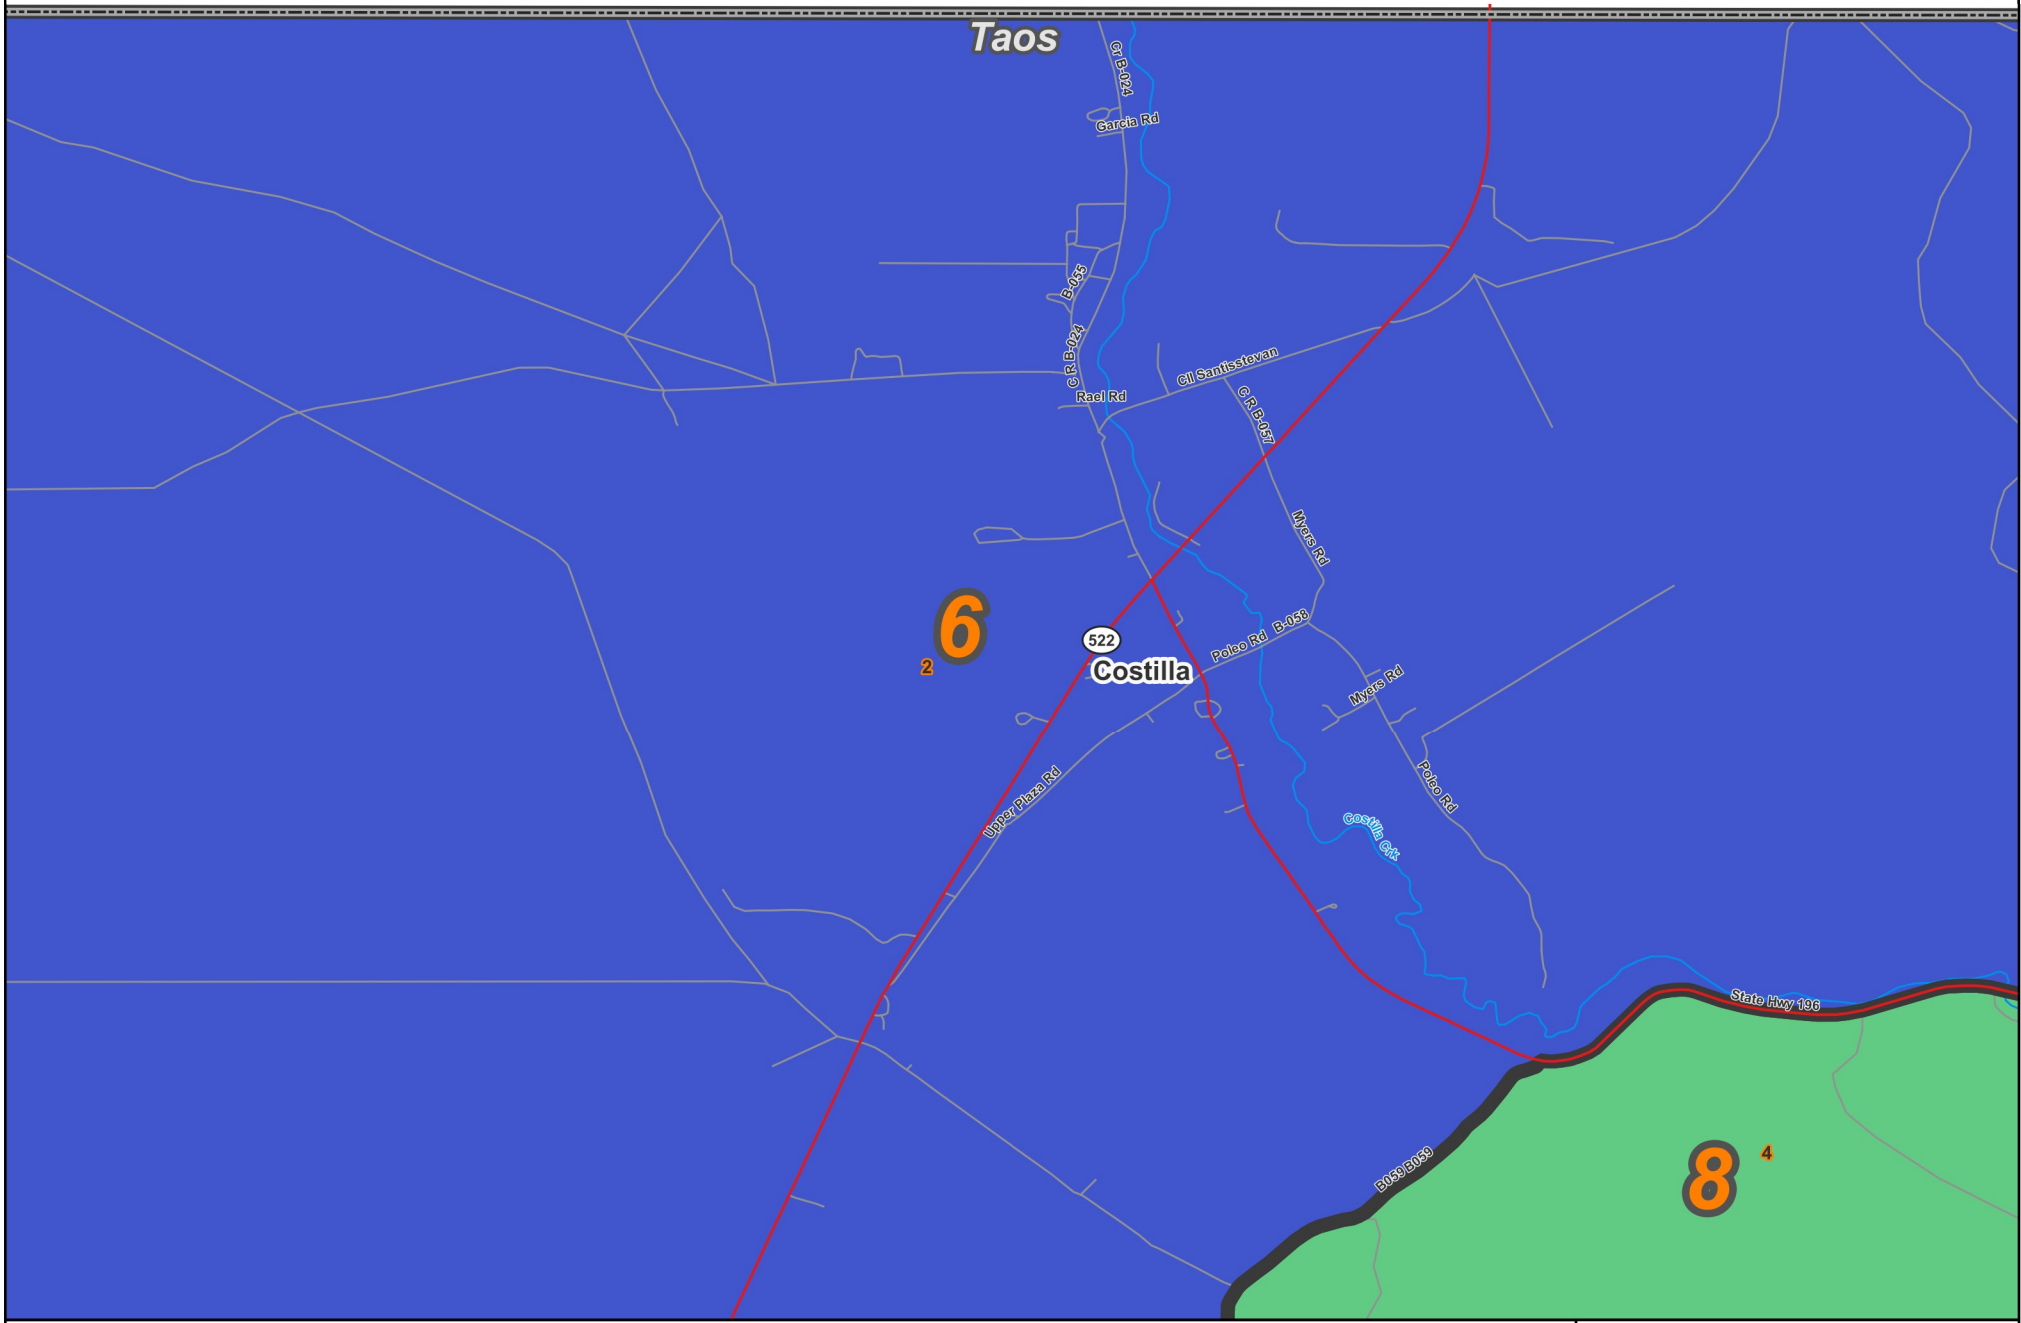 Taos
Cr B-024
Garcia Rd
B-055
C R B-024
Cll Santisstevan
Rael Rd
C R B-057
Myers Rd
6
2
522
Costilla
Poleo Rd B-058
Myers Rd
Upper Plaza Rd
Poleo Rd
Costilla Crk
State Hwy 196
B059 B059
8
4